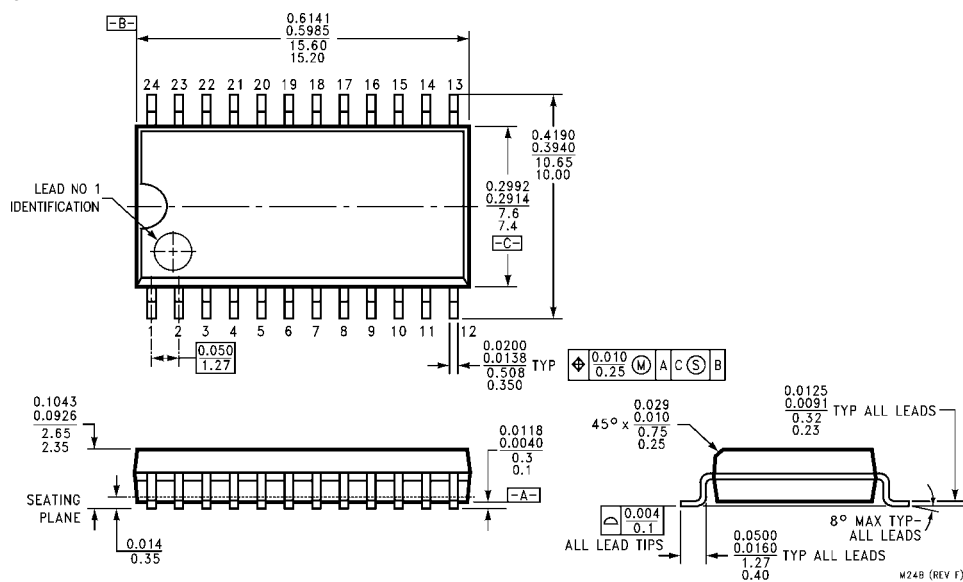 -B-
0.6141
0.5985
15.60
15.20
24 23 22 21 20 19 18 17 16 15 14 13
LEAD NO 1
IDENTIFICATION
0.2992
0.2914
7.6
7.4
-C-
0.4190
0.3940
10.65
10.00
1 2 3 4 5 6 7 8 16 10 11 12
0.050
1.27
0.0200
0.0138
0.508
0.350
TYP
⌖ 0.010 0.25 Ⓜ A C Ⓢ B
0.1043
0.0926
2.65
2.35
0.0118
0.0040
0.3
0.1
-A-
SEATING
PLANE
0.014
0.35
45° x
0.029
0.010
0.75
0.25
0.0125
0.0091
0.32
0.23
TYP ALL LEADS
0.004
0.1
ALL LEAD TIPS
8° MAX TYP-
ALL LEADS
0.0500
0.0160
1.27
0.40
TYP ALL LEADS
M24B (REV F)